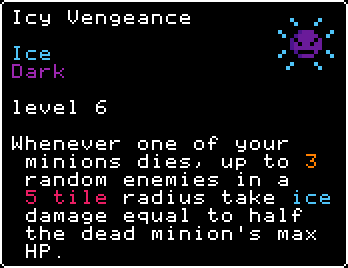 Icy Vengeance
Ice
Dark
level 6
Whenever one of your
minions dies, up to 3
random enemies in a
5 tile radius take ice
damage equal to half
the dead minion's max
HP.